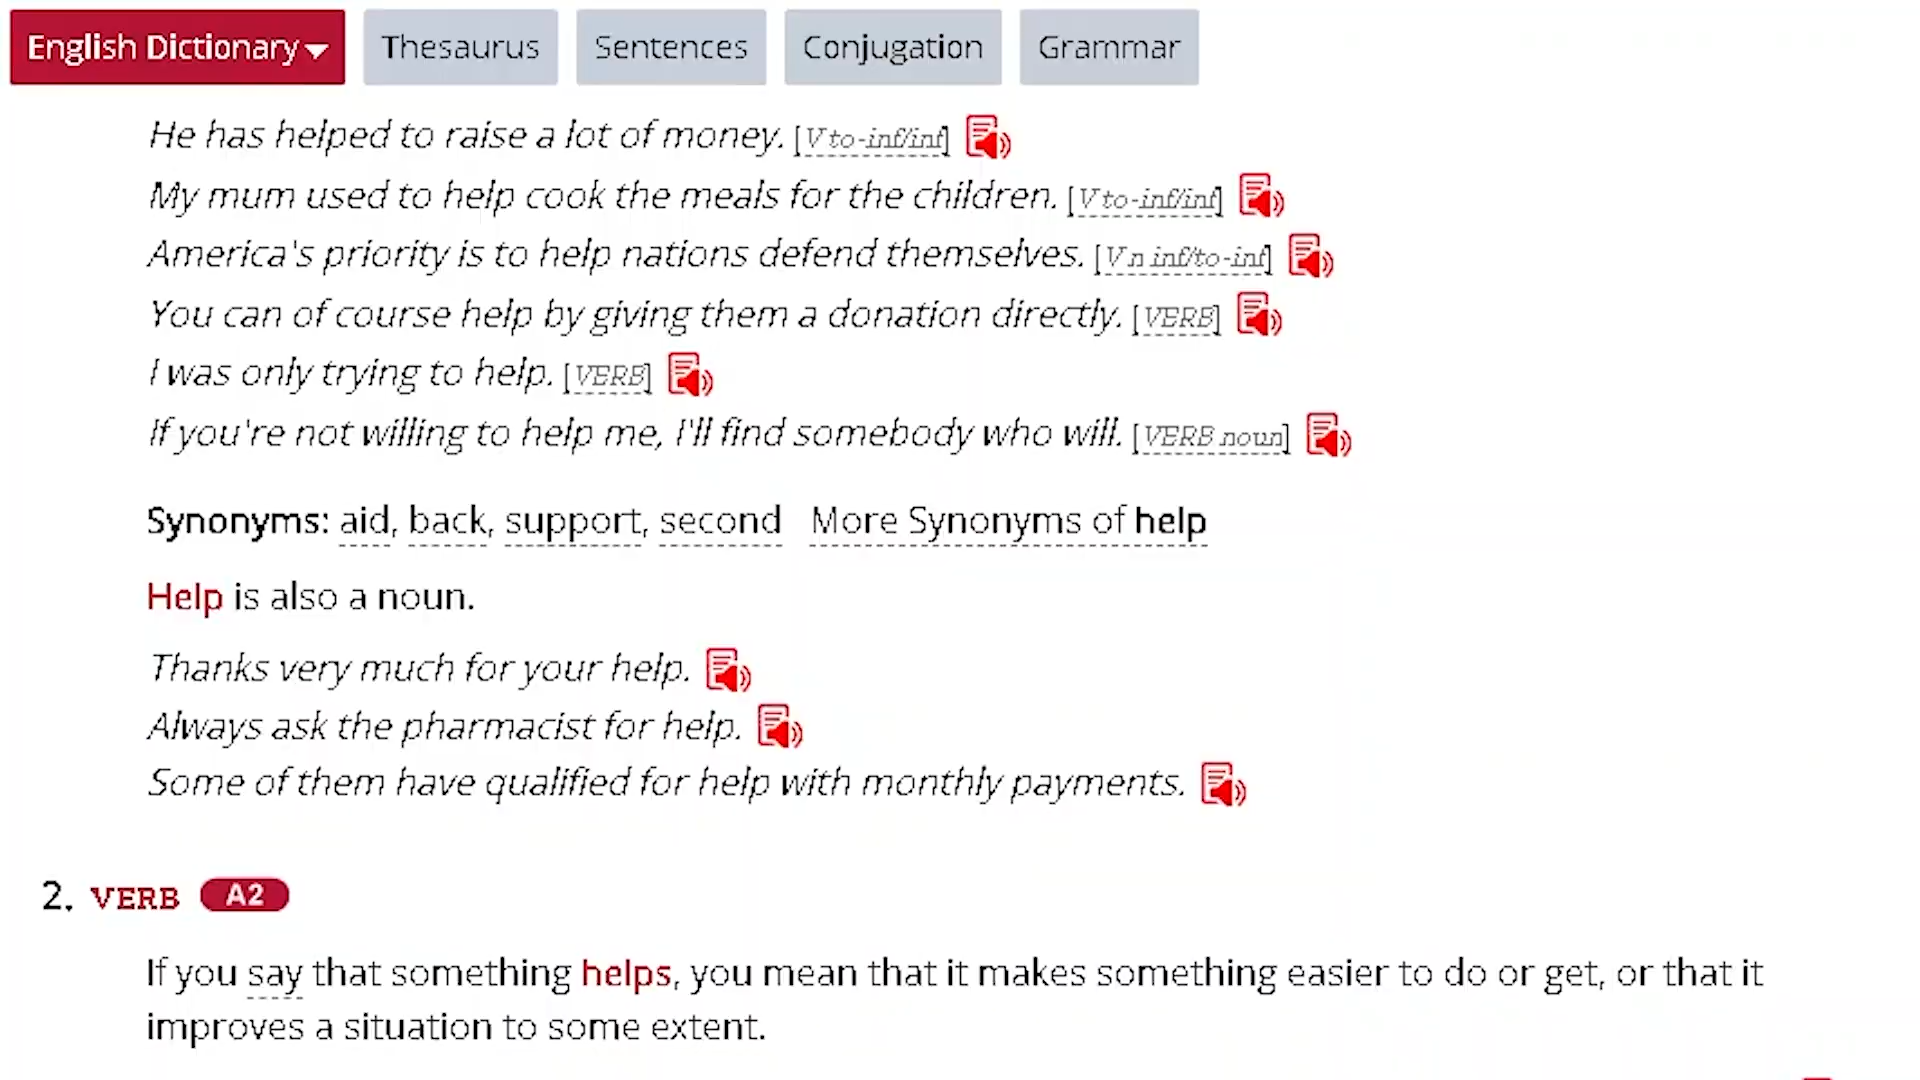 English Dictionary Thesaurus Sentences Conjugation Grammar
He has helped to raise a lot of money. [V to-inf/inf]
My mum used to help cook the meals for the children. [V to-inf/inf]
America's priority is to help nations defend themselves. [V n inf/to-inf]
You can of course help by giving them a donation directly. [VERB]
I was only trying to help. [VERB]
If you're not willing to help me, I'll find somebody who will. [VERB noun]
Synonyms: aid, back, support, second More Synonyms of help
Help is also a noun.
Thanks very much for your help.
Always ask the pharmacist for help.
Some of them have qualified for help with monthly payments.
2. VERB A2
If you say that something helps, you mean that it makes something easier to do or get, or that it
improves a situation to some extent.